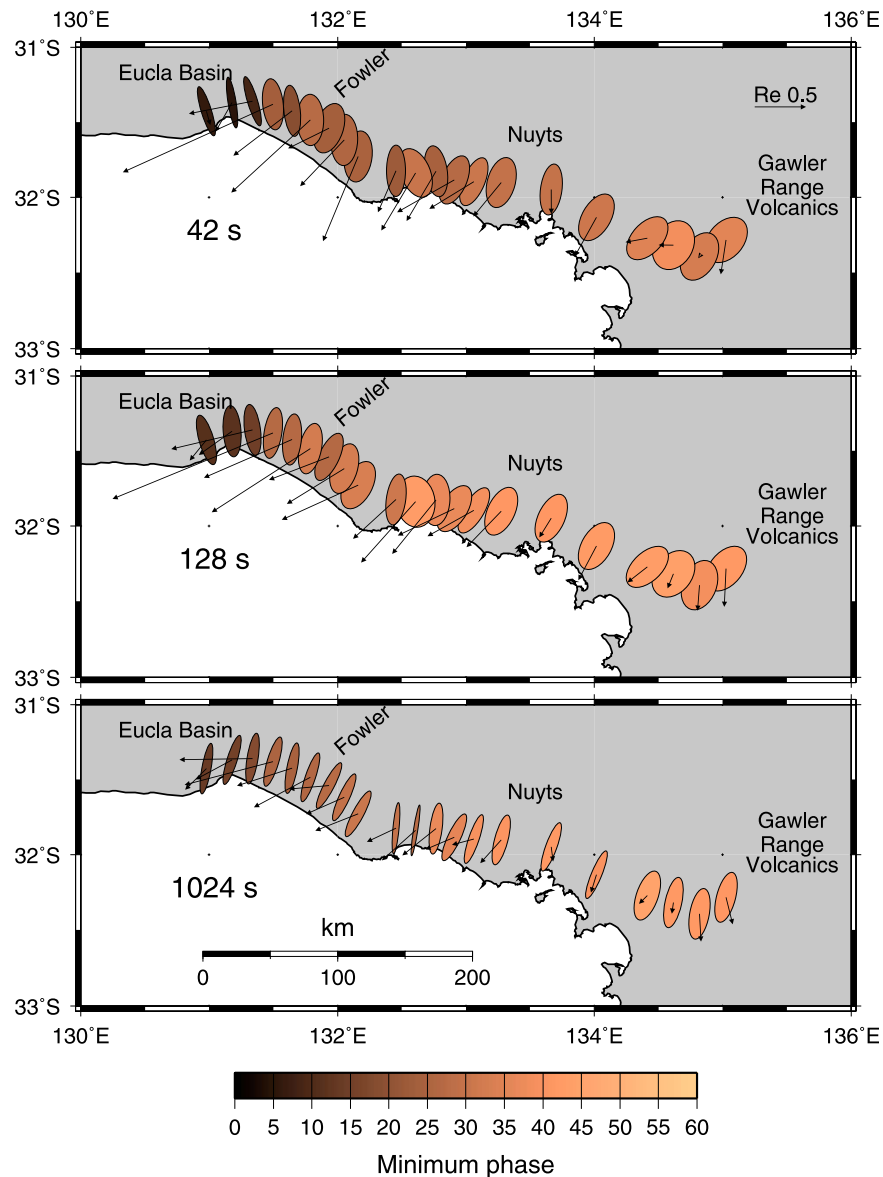 130˚E 132˚E 134˚E 136˚E
31˚S
Eucla Basin
Fowler
Re 0.5
Nuyts
Gawler
Range
Volcanics
32˚S
42 s
33˚S
31˚S
Eucla Basin
Fowler
Nuyts
Gawler
Range
Volcanics
32˚S
128 s
33˚S
31˚S
Eucla Basin
Fowler
Nuyts
Gawler
Range
Volcanics
32˚S
1024 s
km
0 100 200
33˚S
130˚E 132˚E 134˚E 136˚E
0 5 10 15 20 25 30 35 40 45 50 55 60
Minimum phase